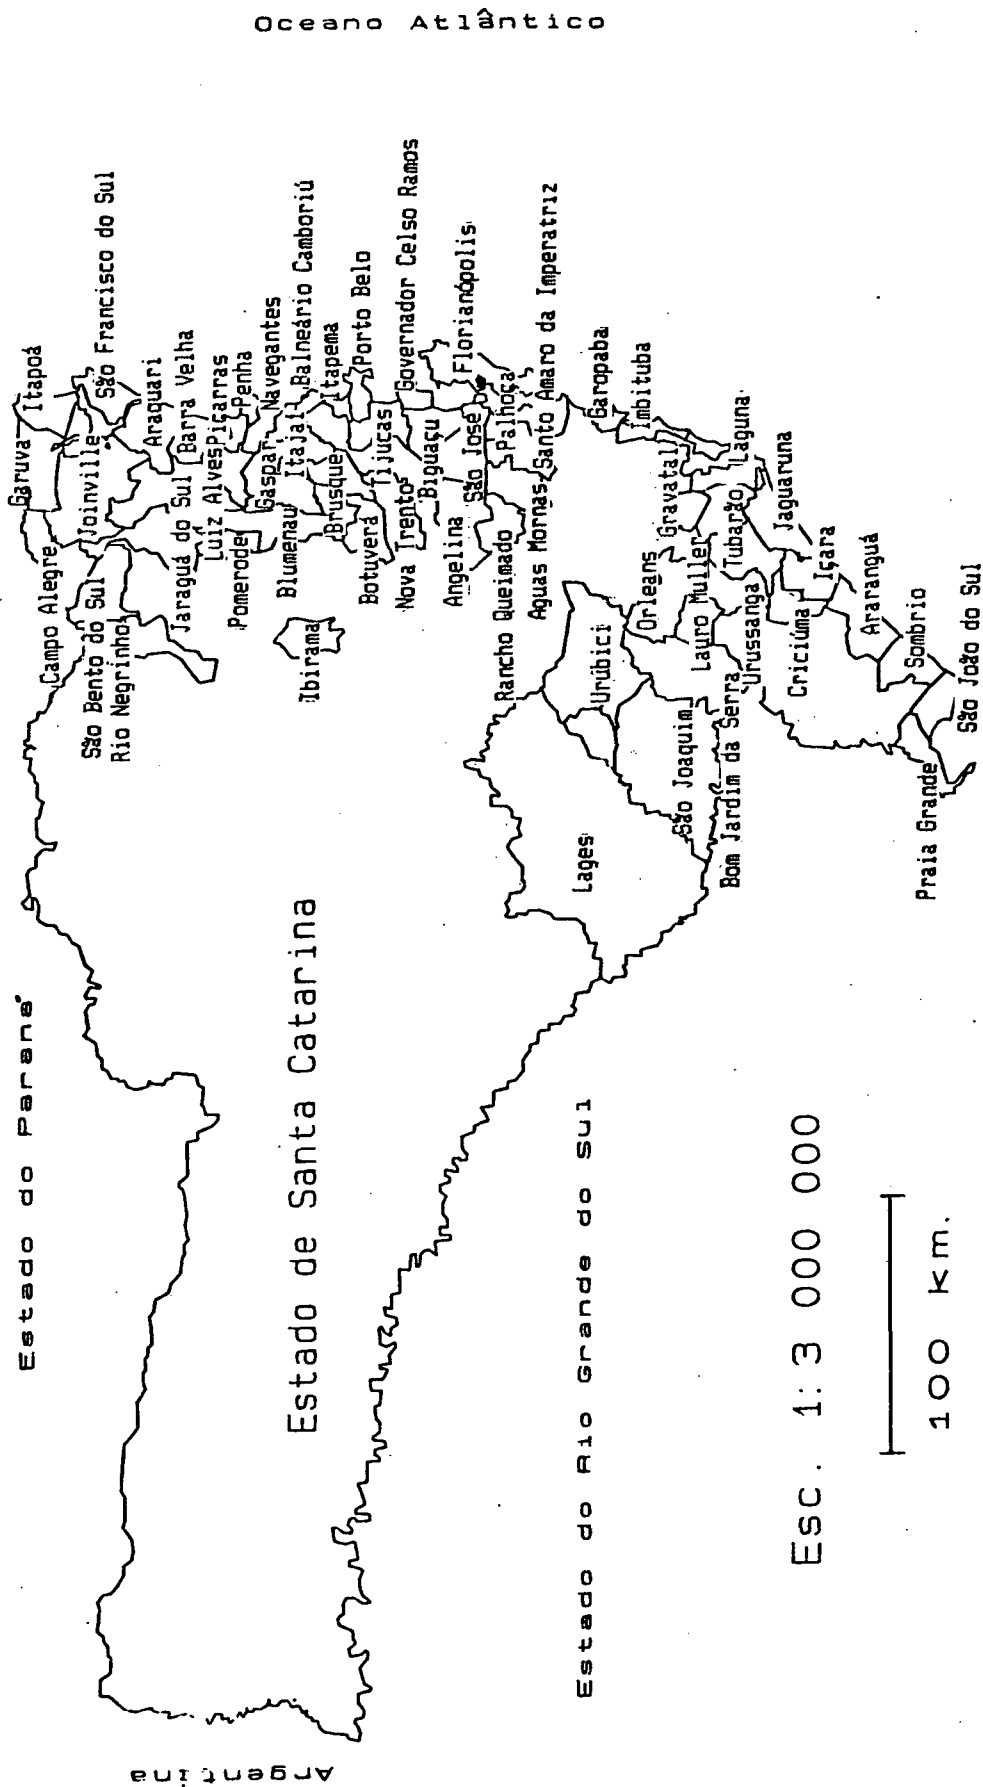 Oceano Atlântico
Estado do Paraná
Argentina
Estado de Santa Catarina
Estado do Rio Grande do Sul
Esc. 1:3 000 000
100 Km.
Garuva
Itapoá
Campo Alegre
Joinville
São Francisco do Sul
São Bento do Sul
Rio Negrinho
Araquari
Jaraguá do Sul
Barra Velha
Luiz Alves
Piçarras
Pomerode
Penha
Gaspar
Navegantes
Blumenau
Itajaí
Balneário Camboriú
Ibirama
Brusque
Itapema
Botuverá
Tijucas
Porto Belo
Nova Trento
Governador Celso Ramos
Biguaçu
Angelina
São José
Florianópolis
Rancho Queimado
Palhoça
Aguas Mornas
Santo Amaro da Imperatriz
Lages
Urubici
Garopaba
Orleans
Gravatal
Imbituba
São Joaquim
Lauro Muller
Bom Jardim da Serra
Tubarão
Laguna
Urussanga
Jaguaruna
Criciúma
Içara
Araranguá
Sombrio
Praia Grande
São João do Sul